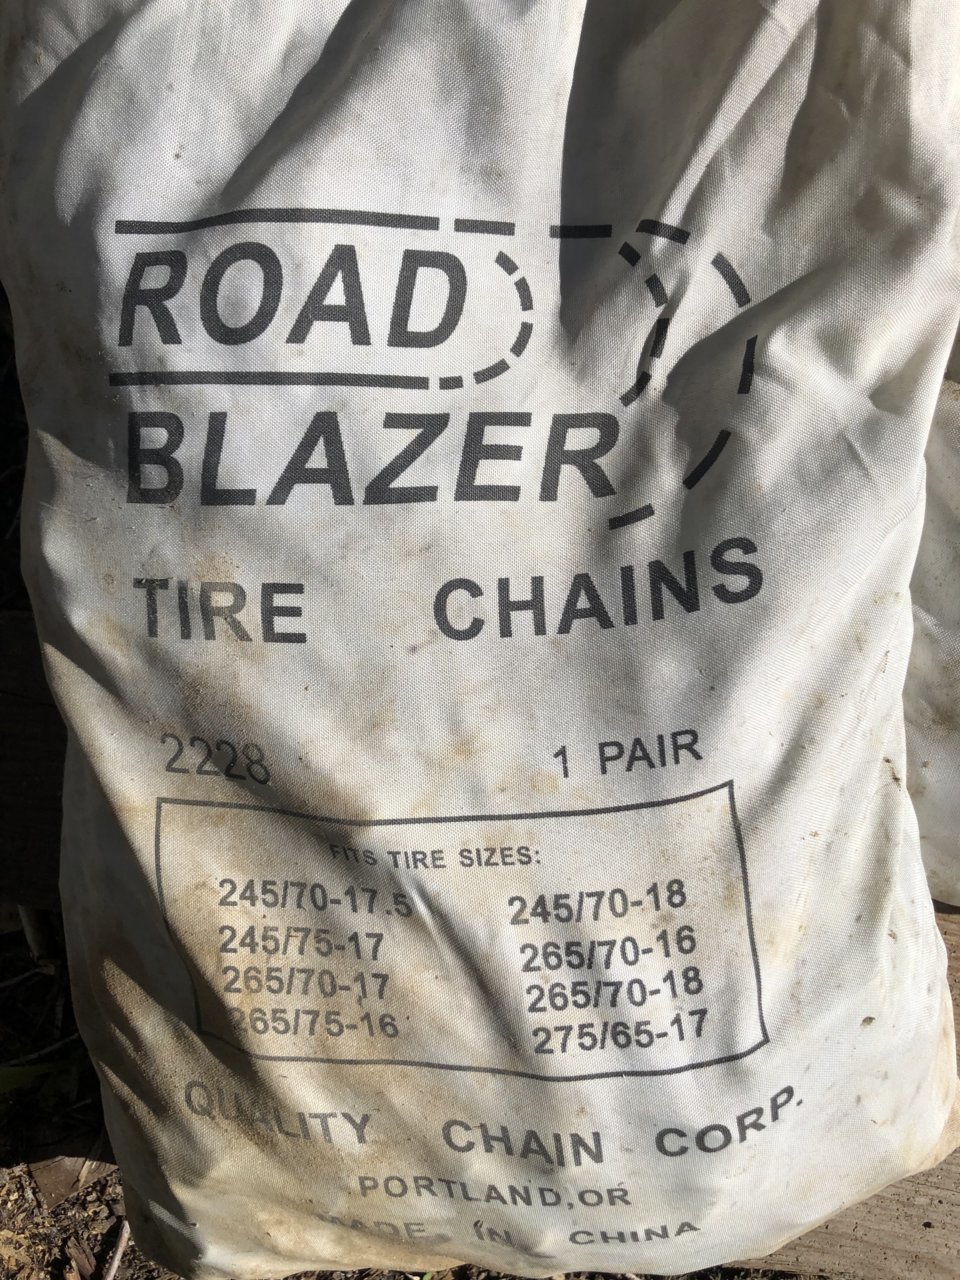 ROAD
BLAZER
TIRE CHAINS
2228 1 PAIR
FITS TIRE SIZES:
245/70-17.5 245/70-18
245/75-17 265/70-16
265/70-17 265/70-18
265/75-16 275/65-17
QUALITY CHAIN CORP.
PORTLAND,OR
MADE IN CHINA